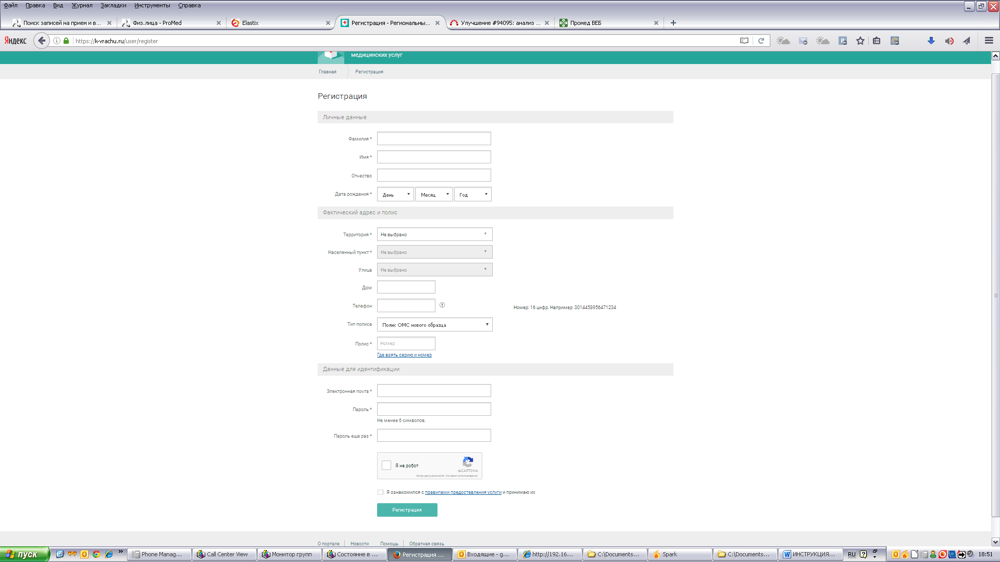 Файл Правка Вид Журнал Закладки Инструменты Справка
Поиск записей на прием и в... Физ.лица - ProMed Elastix Регистрация - Региональны... Улучшение #94095: анализ ... Промед ВЕБ
Яндекс https://k-vrachu.ru/user/register
медицинских услуг
Главная Регистрация
Регистрация
Личные данные
Фамилия *
Имя *
Отчество
Дата рождения * День Месяц Год
Фактический адрес и полис
Территория * Не выбрано
Населенный пункт * Не выбрано
Улица Не выбрано
Дом
Телефон Номер: 16 цифр. Например: 3014458956471234
Тип полиса Полис ОМС нового образца
Полис * Номер
Где взять серию и номер
Данные для идентификации
Электронная почта *
Пароль *
Не менее 6 символов.
Пароль еще раз *
Я не робот
reCAPTCHA
Конфиденциальность - Условия использования
Я ознакомился с правилами предоставления услуги и принимаю их
Регистрация
О портале Новости Помощь Обратная связь
пуск » Phone Manag... Call Center View Монитор групп Состояние в ... Регистрация ... Входящие - g... http://192.16... C:\Documents... Spark C:\Documents... ИНСТРУКЦИЯ... RU 18:51